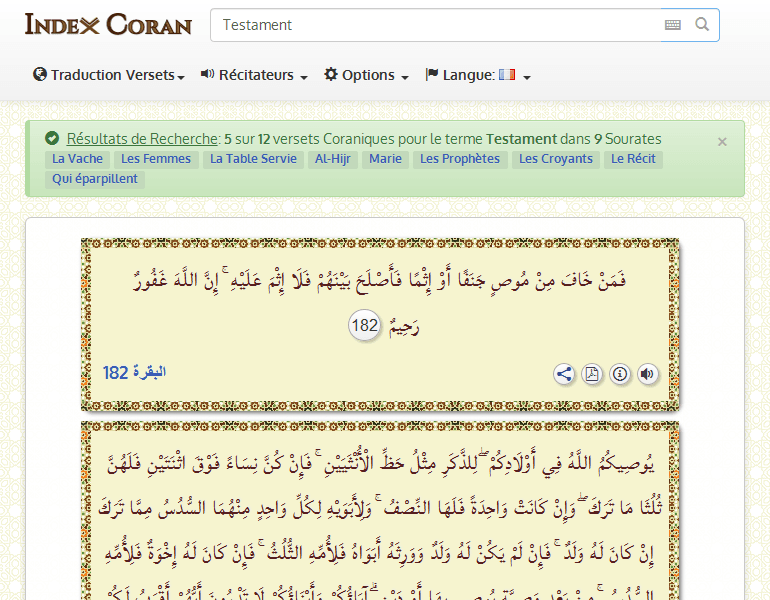 Index Coran
Testament
Traduction Versets
Récitateurs
Options
Langue:
Résultats de Recherche: 5 sur 12 versets Coraniques pour le terme Testament dans 9 Sourates
×
La Vache Les Femmes La Table Servie Al-Hijr Marie Les Prophètes Les Croyants Le Récit
Qui éparpillent
فَمَنْ خَافَ مِنْ مُوصٍ جَنَفًا أَوْ إِثْمًا فَأَصْلَحَ بَيْنَهُمْ فَلَا إِثْمَ عَلَيْهِ ۚ إِنَّ اللَّهَ غَفُورٌ
رَحِيمٌ 182
البقرة 182
يُوصِيكُمُ اللَّهُ فِي أَوْلَادِكُمْ ۖ لِلذَّكَرِ مِثْلُ حَظِّ الْأُنْثَيَيْنِ ۚ فَإِنْ كُنَّ نِسَاءً فَوْقَ اثْنَتَيْنِ فَلَهُنَّ
ثُلُثَا مَا تَرَكَ ۖ وَإِنْ كَانَتْ وَاحِدَةً فَلَهَا النِّصْفُ ۚ وَلِأَبَوَيْهِ لِكُلِّ وَاحِدٍ مِنْهُمَا السُّدُسُ مِمَّا تَرَكَ
إِنْ كَانَ لَهُ وَلَدٌ ۚ فَإِنْ لَمْ يَكُنْ لَهُ وَلَدٌ وَوَرِثَهُ أَبَوَاهُ فَلِأُمِّهِ الثُّلُثُ ۚ فَإِنْ كَانَ لَهُ إِخْوَةٌ فَلِأُمِّهِ